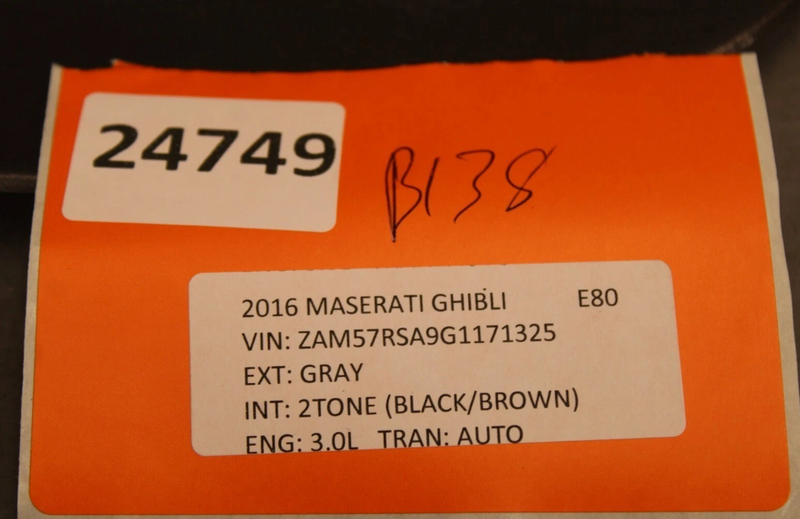 24749
B138
2016 MASERATI GHIBLI E80
VIN: ZAM57RSA9G1171325
EXT: GRAY
INT: 2TONE (BLACK/BROWN)
ENG: 3.0L TRAN: AUTO